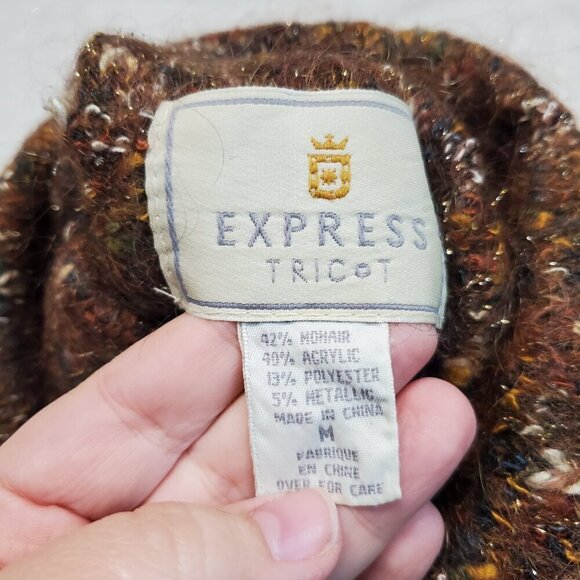 EXPRESS
TRICOT
42% MOHAIR
40% ACRYLIC
13% POLYESTER
5% METALLIC
MADE IN CHINA
M
FABRIQUE
EN CHINE
OVER FOR CARE